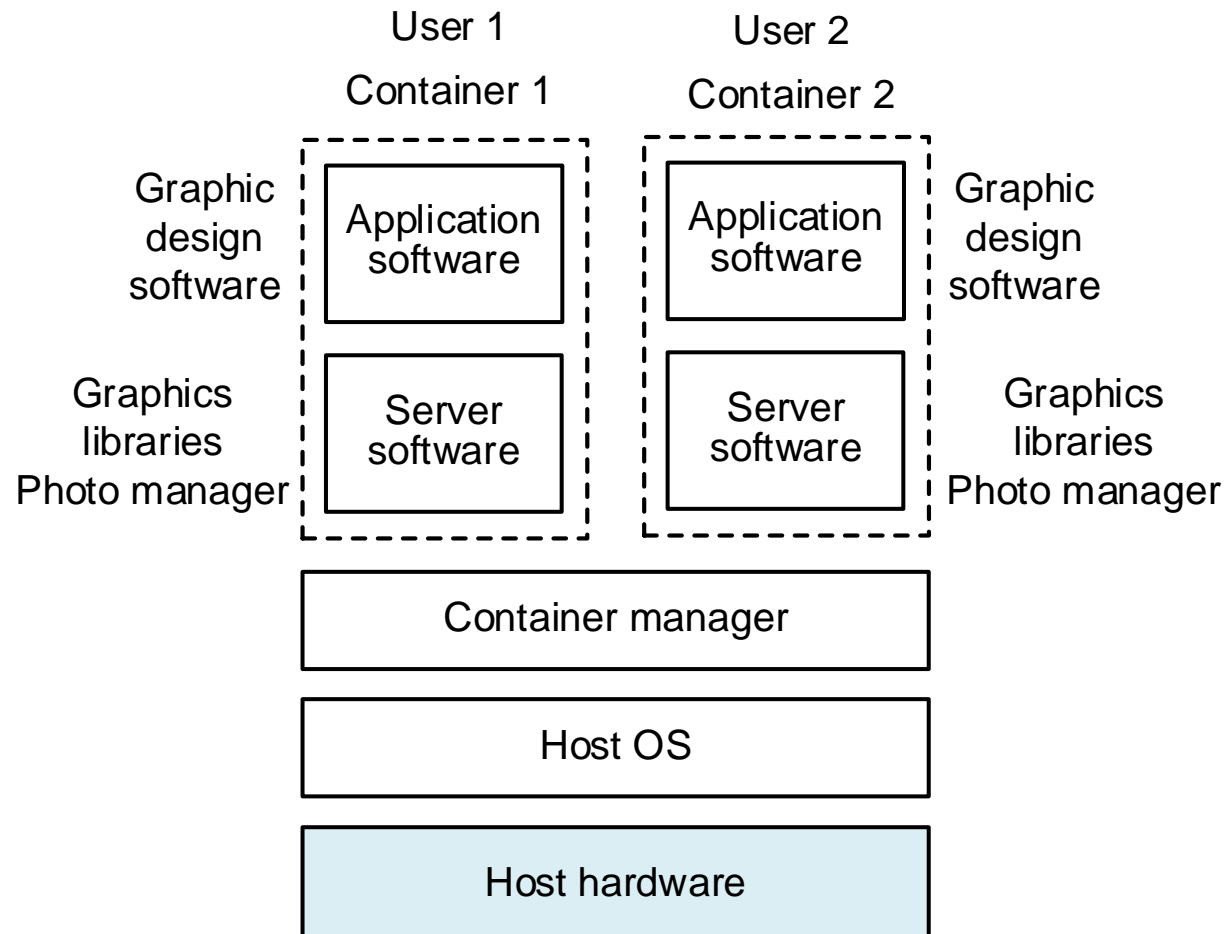 User 1
User 2
Container 1
Container 2
Graphic
design
software
Application
software
Application
software
Graphic
design
software
Graphics
libraries
Photo manager
Server
software
Server
software
Graphics
libraries
Photo manager
Container manager
Host OS
Host hardware